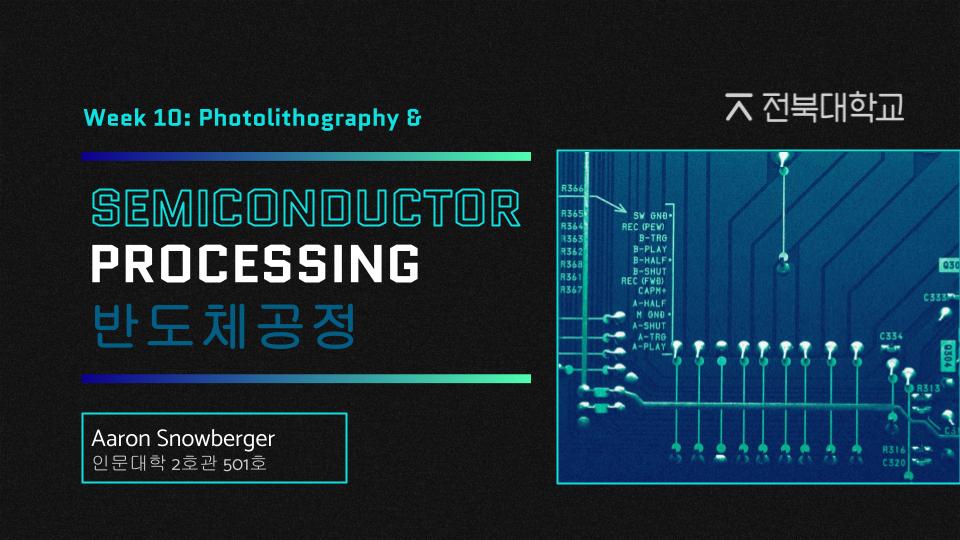 Week 10: Photolithography &
전북대학교
SEMICONDUCTOR
PROCESSING
반도체공정
Aaron Snowberger
인문대학 2호관 501호
R366
R365
R364
R363
R362
R368
R361
R367
SW GND
REC (PEW)
B-TRG
B-PLAY
B-HALF
B-SHUT
REC (FWD)
CAPM+
A-HALF
M GND
A-SHUT
A-TRG
A-PLAY
C334
Q304
R313
R316
C320